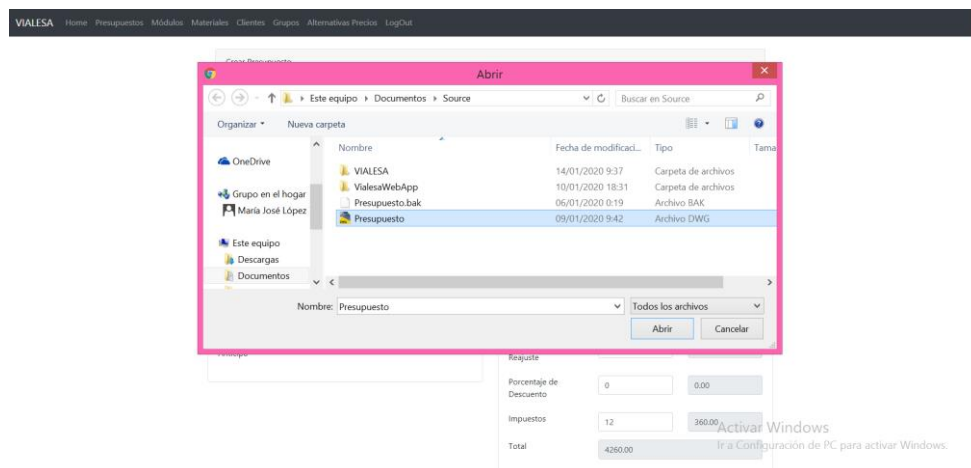 VIALESA Home Presupuestos Módulos Materiales Clientes Grupos Alternativas Precios LogOut
Crear Presupuesto
Abrir
Este equipo Documentos Source
Buscar en Source
Organizar Nueva carpeta
Nombre Fecha de modificaci... Tipo Tama
OneDrive
Grupo en el hogar
María José López
Este equipo
Descargas
Documentos
VIALESA 14/01/2020 9:37 Carpeta de archivos
VialesaWebApp 10/01/2020 18:31 Carpeta de archivos
Presupuesto.bak 06/01/2020 0:19 Archivo BAK
Presupuesto 09/01/2020 9:42 Archivo DWG
Nombre: Presupuesto Todos los archivos
Abrir Cancelar
Anticipo
Reajuste
Porcentaje de
Descuento
0 0.00
Impuestos 12 360.00
Total 4260.00
Activar Windows
Ir a Configuración de PC para activar Windows.